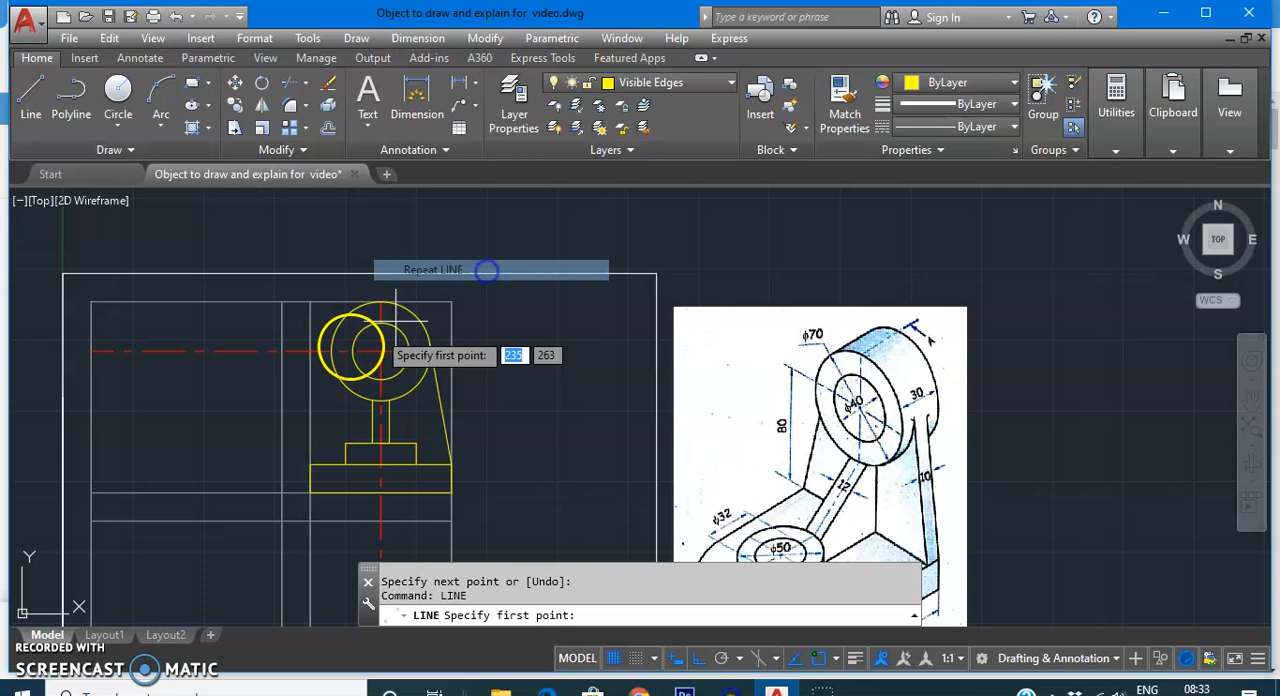 Object to draw and explain for video.dwg
Type a keyword or phrase
Sign In
File Edit View Insert Format Tools Draw Dimension Modify Parametric Window Help Express
Home Insert Annotate Parametric View Manage Output Add-ins A360 Express Tools Featured Apps
Line Polyline Circle Arc
Text Dimension
Layer Properties
Visible Edges
Insert
Match Properties
ByLayer
ByLayer
ByLayer
Group
Utilities
Clipboard
View
Draw Modify Annotation Layers Block Properties Groups
Start Object to draw and explain for video*
[−][Top][2D Wireframe]
N
W TOP E
S
WCS
Repeat LINE
Specify first point: 235 263
φ70
A
φ40
30
80
10
12
φ32
φ50
Y
X
Specify next point or [Undo]:
Command: LINE
LINE Specify first point:
Model Layout1 Layout2
RECORDED WITH
SCREENCAST MATIC
MODEL
1:1
Drafting & Annotation
ENG
08:33